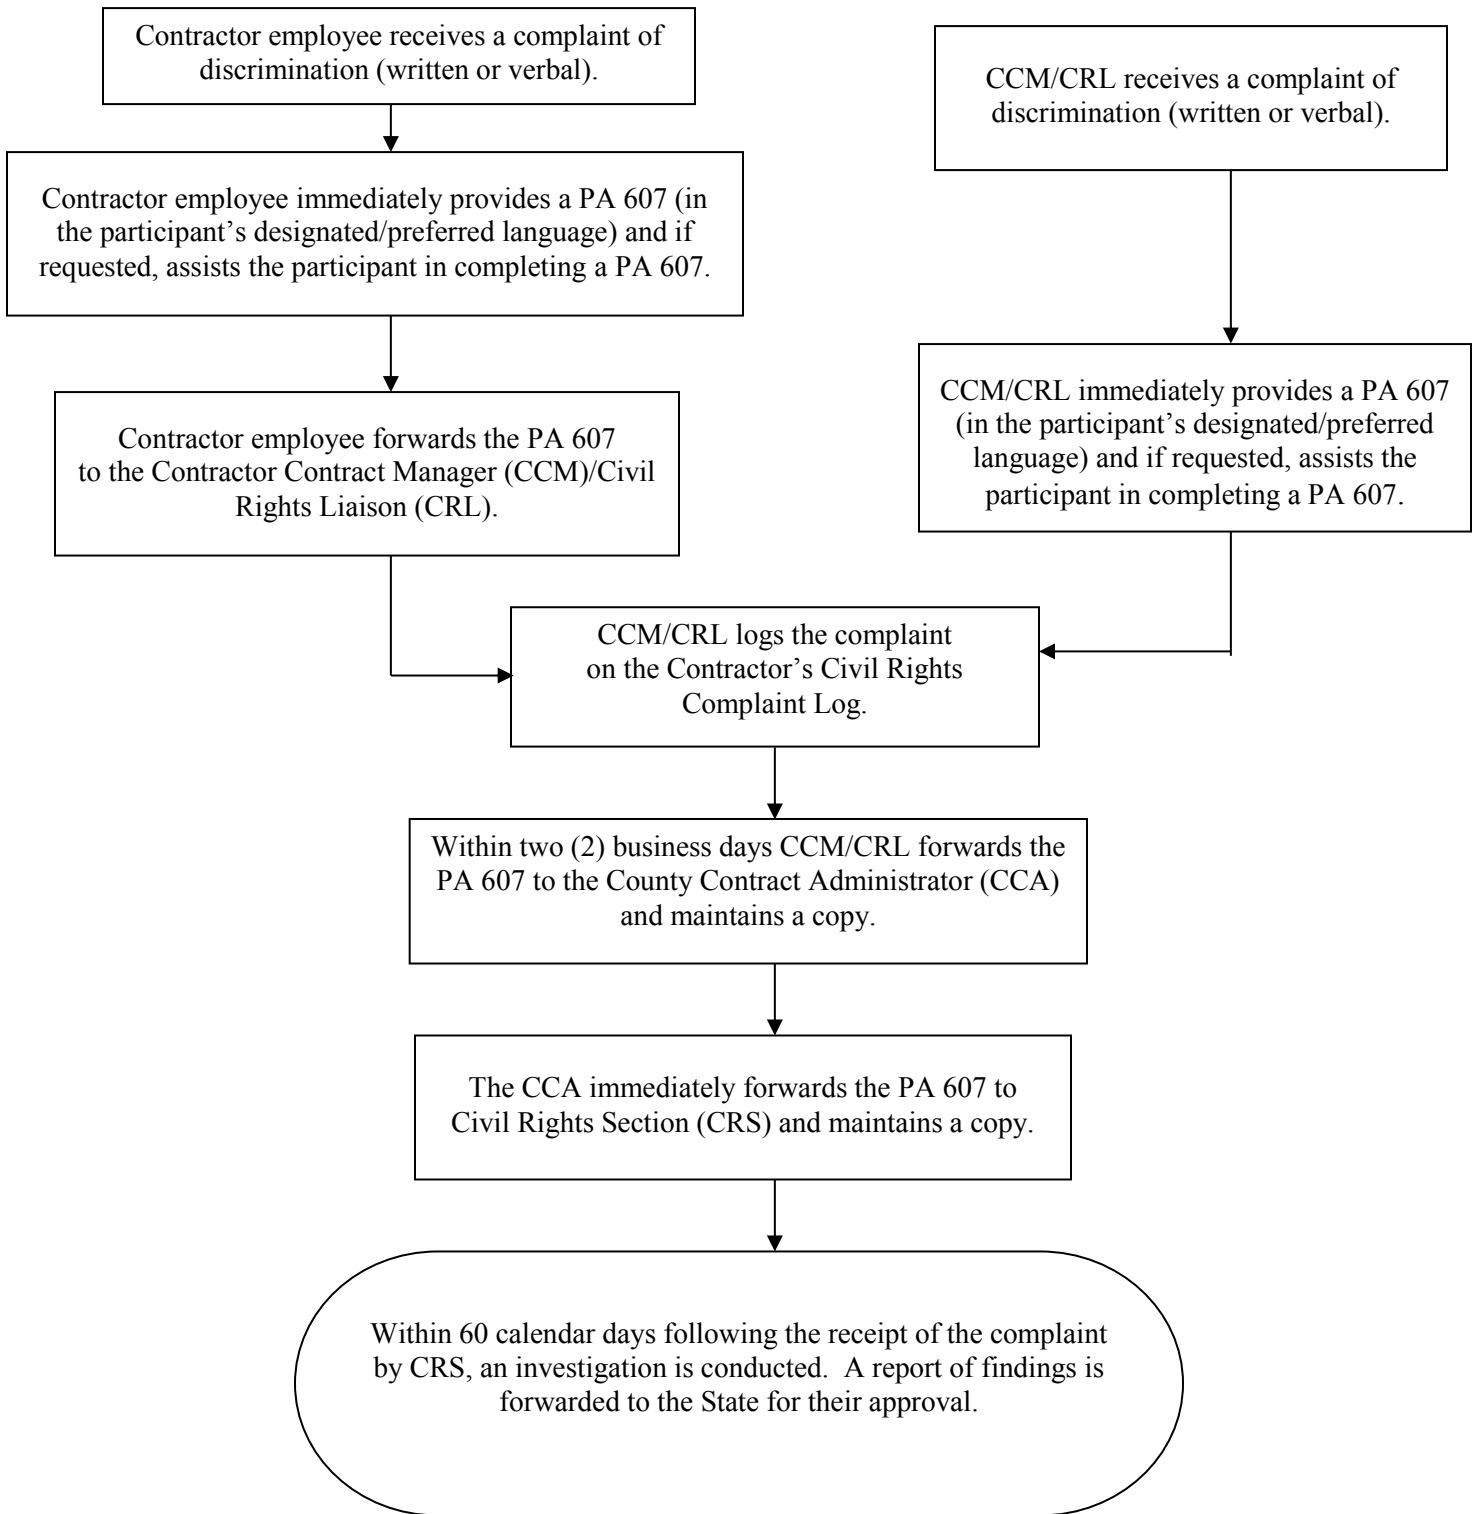 Contractor employee receives a complaint of
discrimination (written or verbal).
CCM/CRL receives a complaint of
discrimination (written or verbal).
Contractor employee immediately provides a PA 607 (in
the participant’s designated/preferred language) and if
requested, assists the participant in completing a PA 607.
CCM/CRL immediately provides a PA 607
(in the participant’s designated/preferred
language) and if requested, assists the
participant in completing a PA 607.
Contractor employee forwards the PA 607
to the Contractor Contract Manager (CCM)/Civil
Rights Liaison (CRL).
CCM/CRL logs the complaint
on the Contractor’s Civil Rights
Complaint Log.
Within two (2) business days CCM/CRL forwards the
PA 607 to the County Contract Administrator (CCA)
and maintains a copy.
The CCA immediately forwards the PA 607 to
Civil Rights Section (CRS) and maintains a copy.
Within 60 calendar days following the receipt of the complaint
by CRS, an investigation is conducted.  A report of findings is
forwarded to the State for their approval.